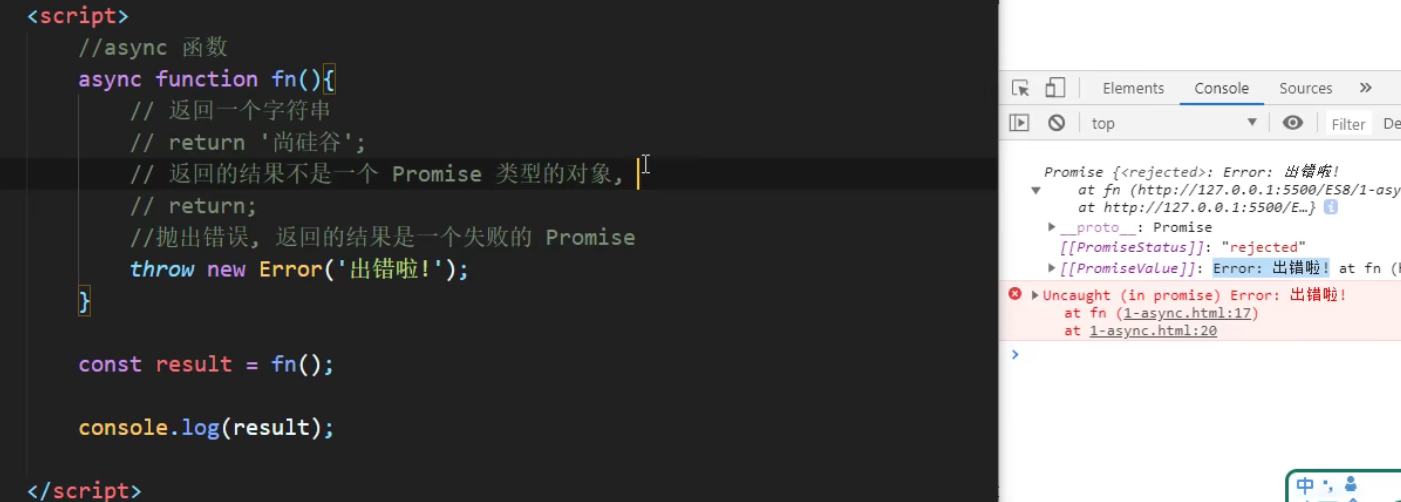 <script>
//async 函数
async function fn(){
// 返回一个字符串
// return '尚硅谷';
// 返回的结果不是一个 Promise 类型的对象,
// return;
//抛出错误, 返回的结果是一个失败的 Promise
throw new Error('出错啦!');
}
const result = fn();
console.log(result);
</script>
Elements Console Sources »
top Filter De
Promise {<rejected>: Error: 出错啦!
at fn (http://127.0.0.1:5500/ES8/1-asy
at http://127.0.0.1:5500/E…}
__proto__: Promise
[[PromiseStatus]]: "rejected"
[[PromiseValue]]: Error: 出错啦! at fn (
Uncaught (in promise) Error: 出错啦!
at fn (1-async.html:17)
at 1-async.html:20
中